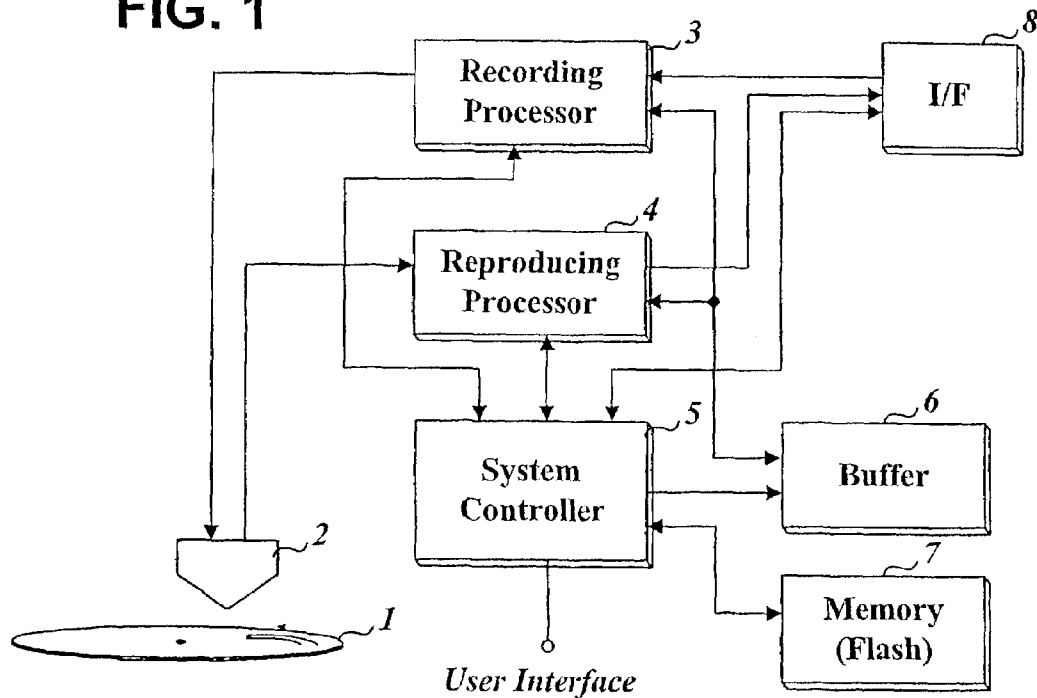 FIG. 1
3
Recording
Processor
8
I/F
4
Reproducing
Processor
5
System
Controller
6
Buffer
7
Memory
(Flash)
2
1
User Interface